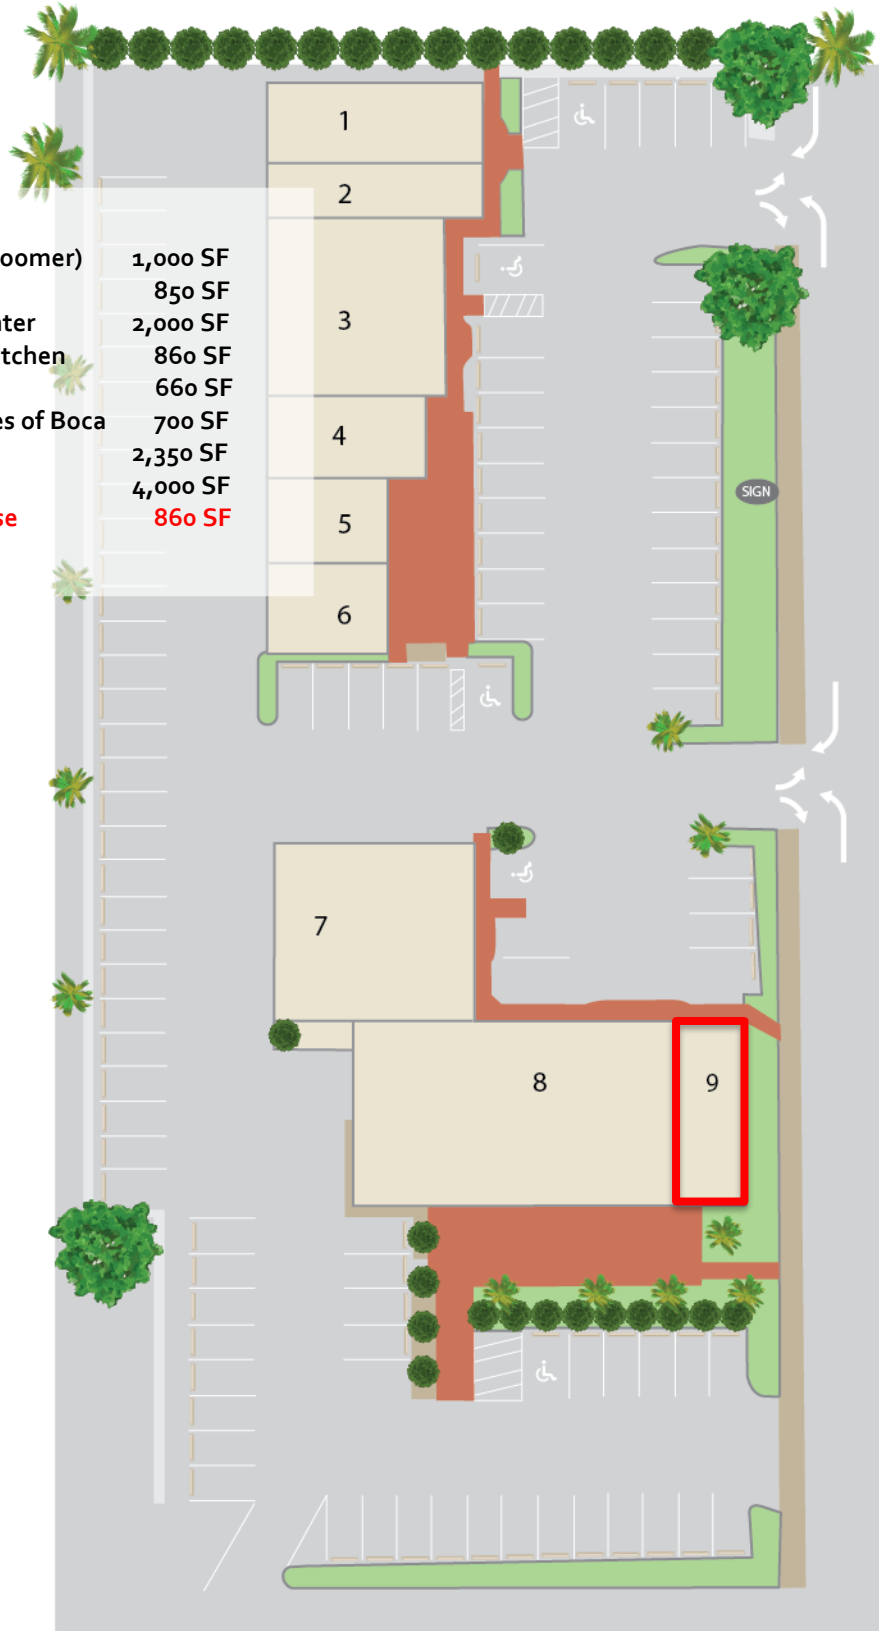 1
2
oomer) 1,000 SF
850 SF
ter 2,000 SF
tchen 860 SF
660 SF
es of Boca 700 SF
2,350 SF
4,000 SF
se 860 SF
3
4
5
6
SIGN
7
8
9